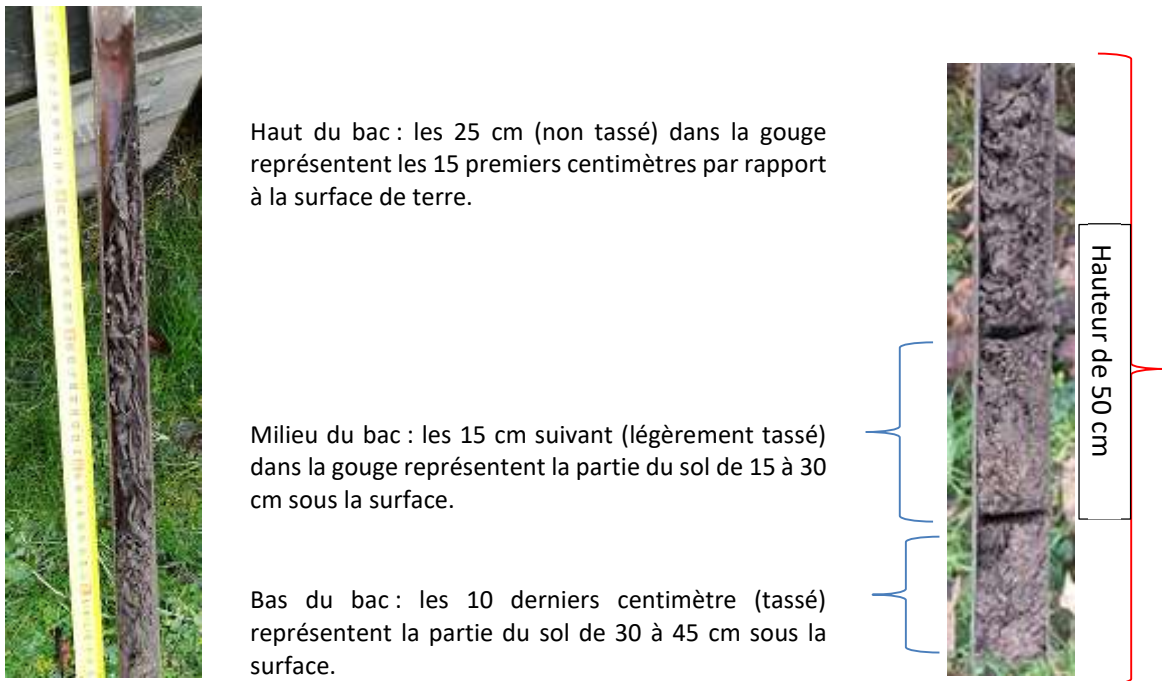 Haut du bac : les 25 cm (non tassé) dans la gouge
représentent les 15 premiers centimètres par rapport
à la surface de terre.
Hauteur de 50 cm
Milieu du bac : les 15 cm suivant (légèrement tassé)
dans la gouge représentent la partie du sol de 15 à 30
cm sous la surface.
Bas du bac : les 10 derniers centimètre (tassé)
représentent la partie du sol de 30 à 45 cm sous la
surface.